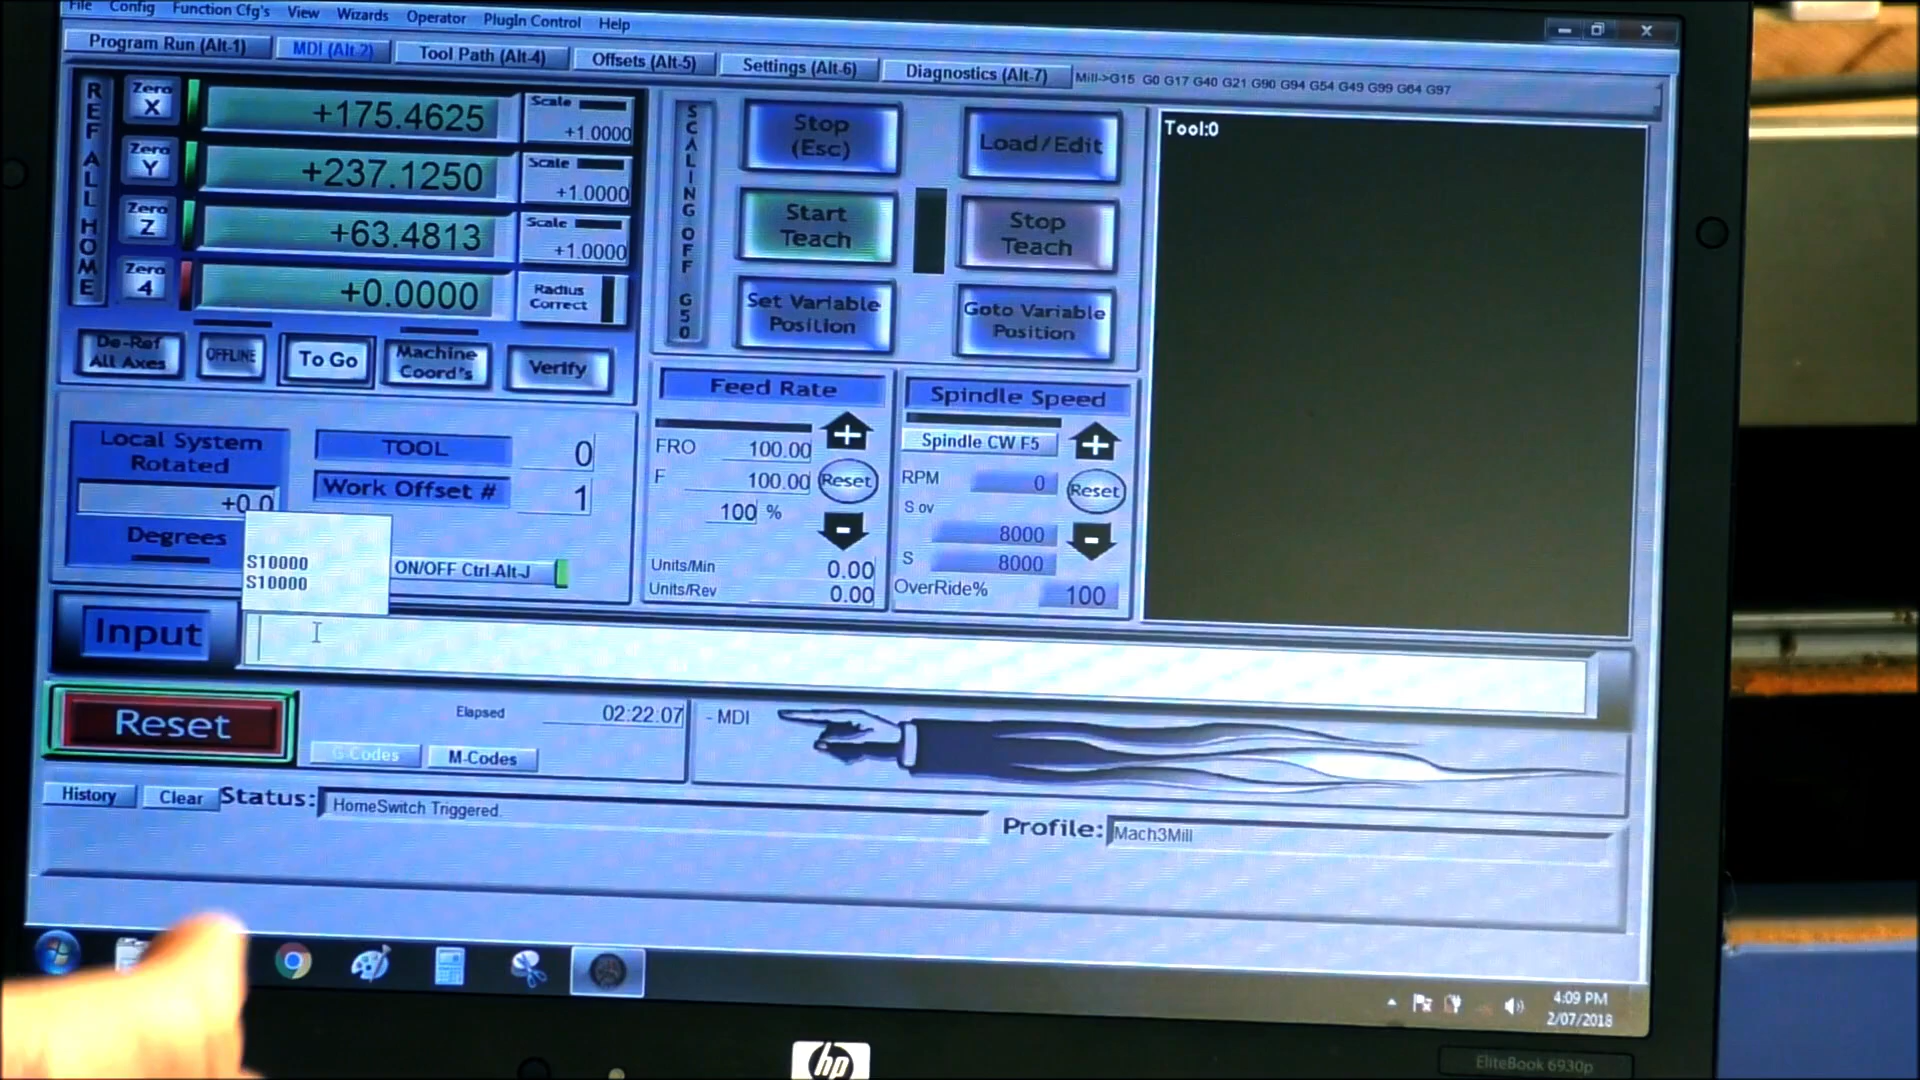 File Config Function Cfg's View Wizards Operator PlugIn Control Help
Program Run (Alt-1) MDI (Alt-2) Tool Path (Alt-4) Offsets (Alt-5) Settings (Alt-6) Diagnostics (Alt-7) Mill->G15 G0 G17 G40 G21 G90 G94 G54 G49 G99 G64 G97
REF ALL HOME
Zero X +175.4625 Scale +1.0000
Zero Y +237.1250 Scale +1.0000
Zero Z +63.4813 Scale +1.0000
Zero 4 +0.0000 Radius Correct
De-Ref All Axes OFFLINE To Go Machine Coord's Verify
SCALING OFF G50
Stop (Esc) Load/Edit
Start Teach Stop Teach
Set Variable Position Goto Variable Position
Tool:0
Local System Rotated
+0.0
Degrees
TOOL 0
Work Offset # 1
S10000
S10000
ON/OFF Ctrl-Alt-J
Feed Rate
FRO 100.00
F 100.00
Reset
100 %
Units/Min 0.00
Units/Rev 0.00
Spindle Speed
Spindle CW F5
RPM 0
Reset
S ov
8000
S 8000
OverRide% 100
Input
Reset
Elapsed 02:22:07
G-Codes M-Codes
- MDI
History Clear Status: HomeSwitch Triggered.
Profile: Mach3Mill
4:09 PM
2/07/2018
hp
EliteBook 6930p